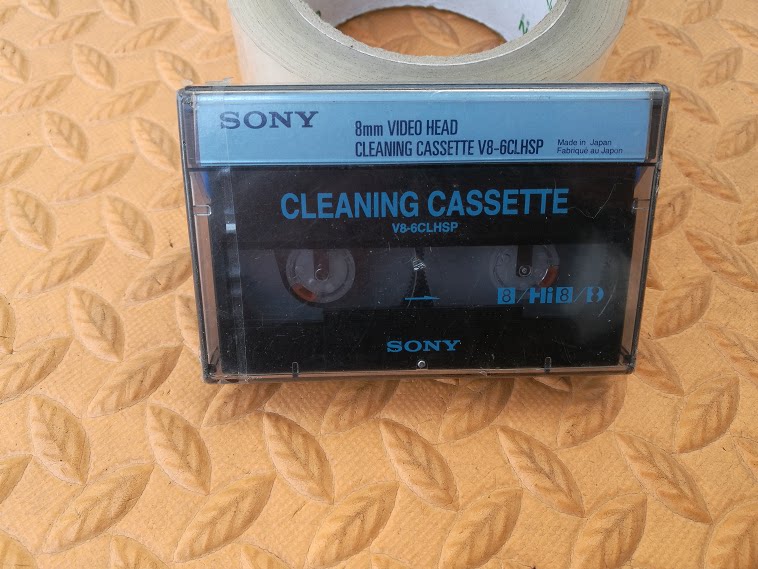 SONY
8mm VIDEO HEAD
CLEANING CASSETTE V8-6CLHSP
Made in Japan
Fabriqué au Japon
CLEANING CASSETTE
V8-6CLHSP
8/Hi8/
SONY